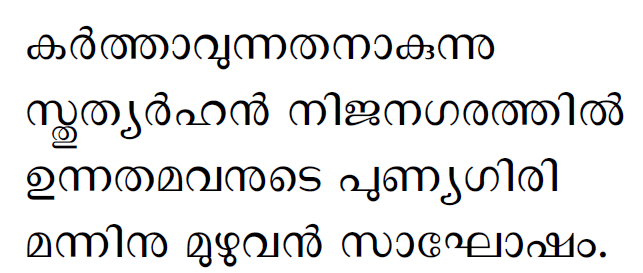 കർത്താവുന്നതനാകുന്നു
സ്തുത്യർഹൻ നിജനഗരത്തിൽ
ഉന്നതമവനുടെ പുണ്യഗിരി
മന്നിനു മുഴുവൻ സാഘോഷം.